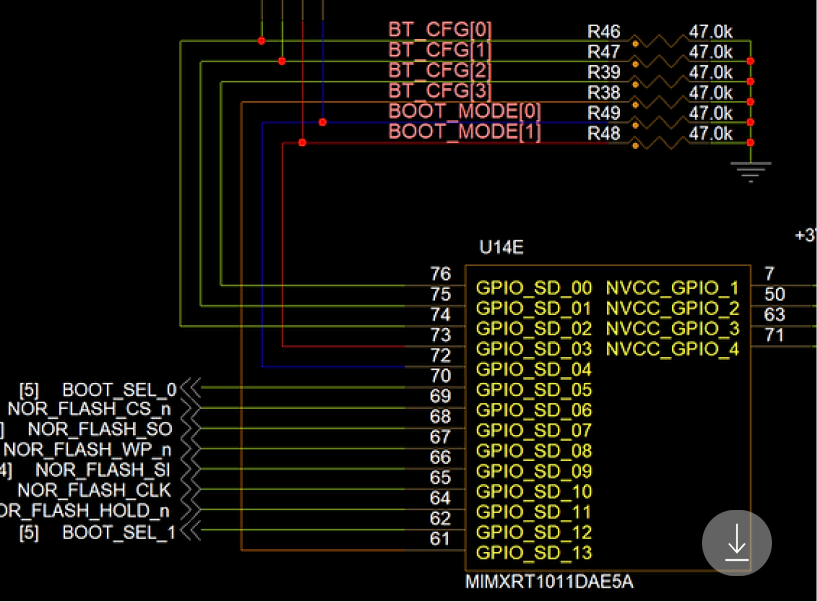 BT_CFG[0] R46 47.0k
BT_CFG[1] R47 47.0k
BT_CFG[2] R39 47.0k
BT_CFG[3] R38 47.0k
BOOT_MODE[0] R49 47.0k
BOOT_MODE[1] R48 47.0k
+3
U14E
76 GPIO_SD_00 NVCC_GPIO_1 7
75 GPIO_SD_01 NVCC_GPIO_2 50
74 GPIO_SD_02 NVCC_GPIO_3 63
73 GPIO_SD_03 NVCC_GPIO_4 71
72 GPIO_SD_04
[5] BOOT_SEL_0 70 GPIO_SD_05
NOR_FLASH_CS_n 69 GPIO_SD_06
] NOR_FLASH_SO 68 GPIO_SD_07
NOR_FLASH_WP_n 67 GPIO_SD_08
4] NOR_FLASH_SI 66 GPIO_SD_09
NOR_FLASH_CLK 65 GPIO_SD_10
OR_FLASH_HOLD_n 64 GPIO_SD_11
[5] BOOT_SEL_1 62 GPIO_SD_12
61 GPIO_SD_13
MIMXRT1011DAE5A